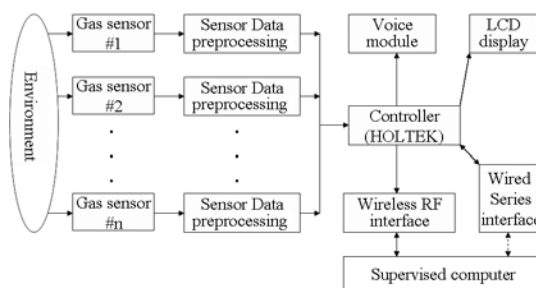 Environment
Gas sensor
#1
Sensor Data
preprocessing
Gas sensor
#2
Sensor Data
preprocessing
Gas sensor
#n
Sensor Data
preprocessing
Voice
module
LCD
display
Controller
(HOLTEK)
Wireless RF
interface
Wired
Series
interface
Supervised computer